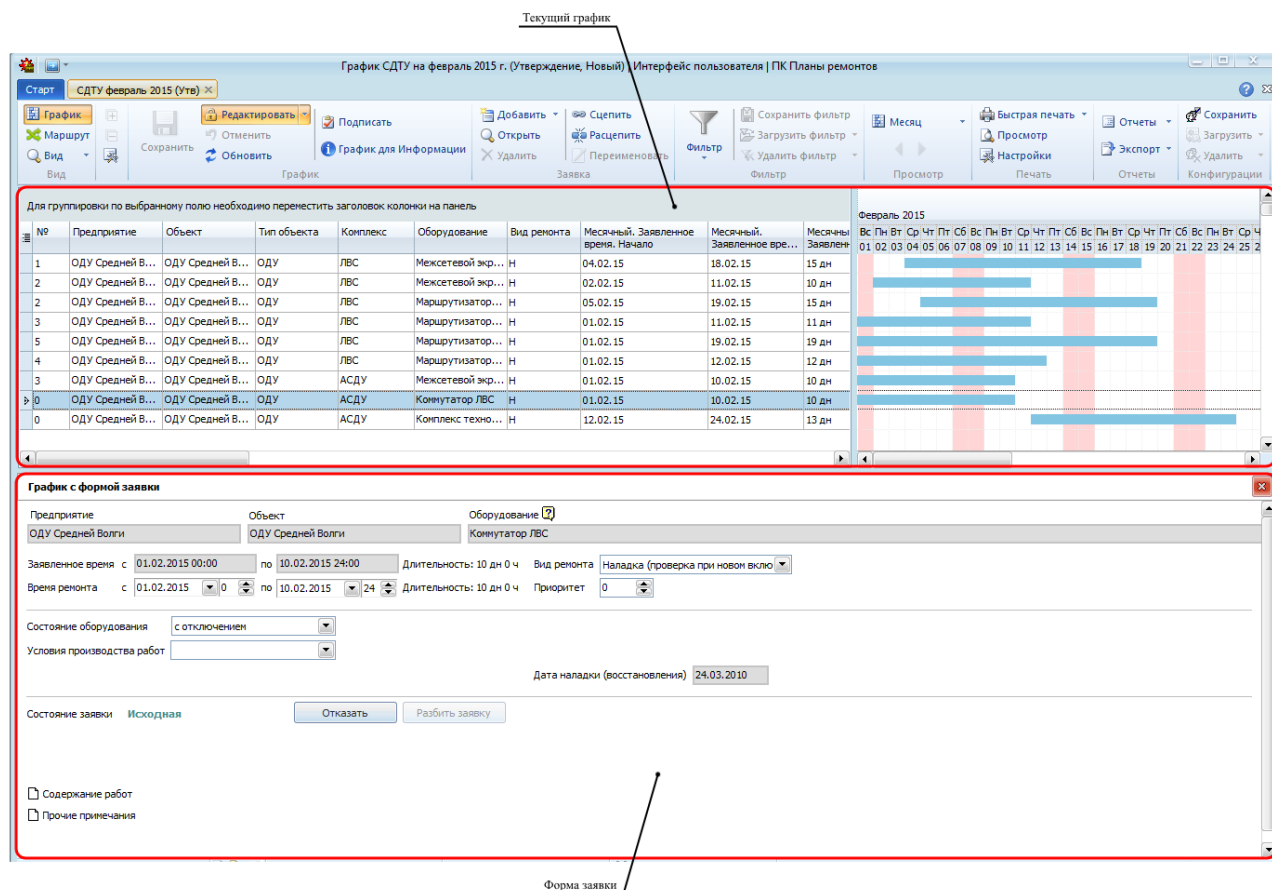 Текущий график
График СДТУ на февраль 2015 г. (Утверждение, Новый) | Интерфейс пользователя | ПК Планы ремонтов
Старт СДТУ февраль 2015 (Утв)
График Редактировать Подписать Добавить Сцепить Сохранить фильтр Месяц Быстрая печать Отчеты Сохранить
Маршрут Сохранить Отменить График для Информации Открыть Расцепить Фильтр Загрузить фильтр Просмотр Экспорт Загрузить
Вид Обновить Удалить Переименовать Удалить фильтр Настройки Удалить
Вид График Заявка Фильтр Просмотр Печать Отчеты Конфигурации
Для группировки по выбранному полю необходимо переместить заголовок колонки на панель
Февраль 2015
№ Предприятие Объект Тип объекта Комплекс Оборудование Вид ремонта Месячный. Заявленное время. Начало Месячный. Заявленное вре... Месячны Заявленн
Вс Пн Вт Ср Чт Пт Сб Вс Пн Вт Ср Чт Пт Сб Вс Пн Вт Ср Чт Пт Сб Вс Пн Вт Ср Ч
01 02 03 04 05 06 07 08 09 10 11 12 13 14 15 16 17 18 19 20 21 22 23 24 25 2
1 ОДУ Средней В... ОДУ Средней В... ОДУ ЛВС Межсетевой экр... Н 04.02.15 18.02.15 15 дн
2 ОДУ Средней В... ОДУ Средней В... ОДУ ЛВС Межсетевой экр... Н 02.02.15 11.02.15 10 дн
2 ОДУ Средней В... ОДУ Средней В... ОДУ ЛВС Маршрутизатор... Н 05.02.15 19.02.15 15 дн
3 ОДУ Средней В... ОДУ Средней В... ОДУ ЛВС Маршрутизатор... Н 01.02.15 11.02.15 11 дн
5 ОДУ Средней В... ОДУ Средней В... ОДУ ЛВС Маршрутизатор... Н 01.02.15 19.02.15 19 дн
4 ОДУ Средней В... ОДУ Средней В... ОДУ ЛВС Маршрутизатор... Н 01.02.15 12.02.15 12 дн
3 ОДУ Средней В... ОДУ Средней В... ОДУ АСДУ Межсетевой экр... Н 01.02.15 10.02.15 10 дн
0 ОДУ Средней В... ОДУ Средней В... ОДУ АСДУ Коммутатор ЛВС Н 01.02.15 10.02.15 10 дн
0 ОДУ Средней В... ОДУ Средней В... ОДУ АСДУ Комплекс техно... Н 12.02.15 24.02.15 13 дн
График с формой заявки
Предприятие Объект Оборудование
ОДУ Средней Волги ОДУ Средней Волги Коммутатор ЛВС
Заявленное время с 01.02.2015 00:00 по 10.02.2015 24:00 Длительность: 10 дн 0 ч Вид ремонта Наладка (проверка при новом вклю
Время ремонта с 01.02.2015 0 по 10.02.2015 24 Длительность: 10 дн 0 ч Приоритет 0
Состояние оборудования с отключением
Условия производства работ
Дата наладки (восстановления) 24.03.2010
Состояние заявки Исходная Отказать Разбить заявку
Содержание работ
Прочие примечания
Форма заявки